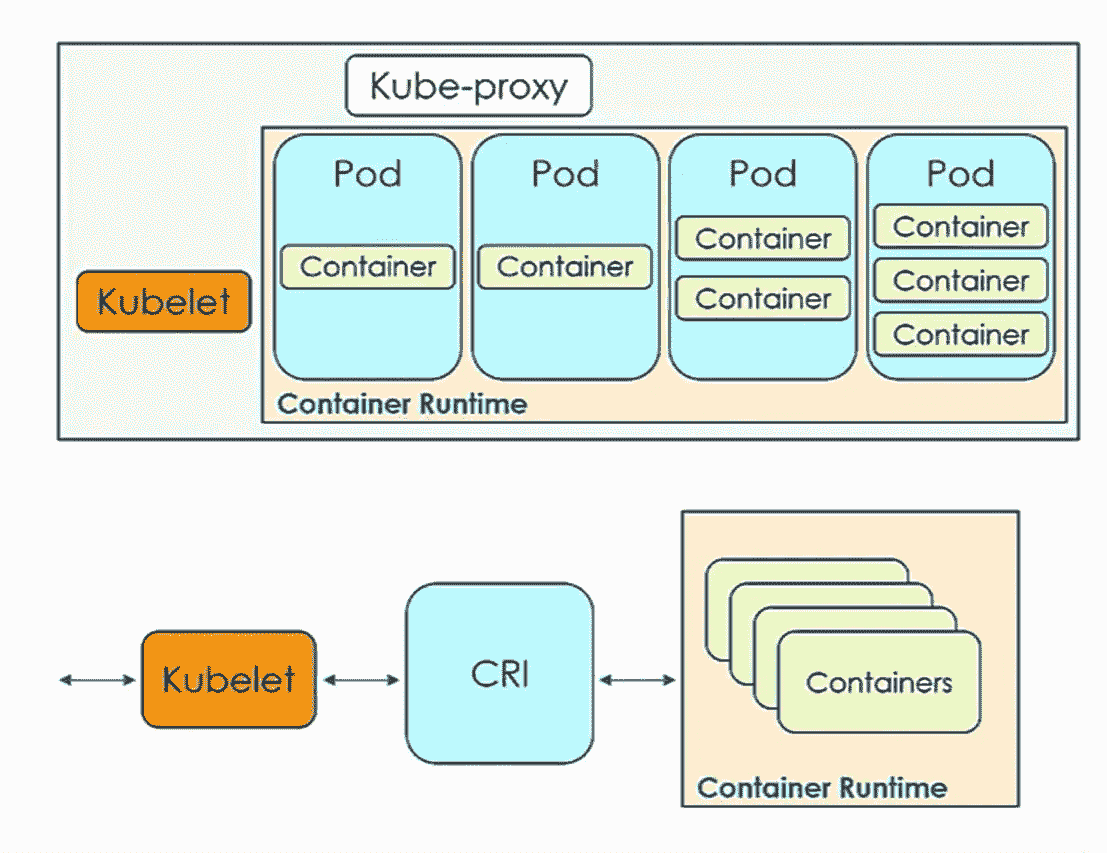 Kube-proxy
Pod
Pod
Pod
Pod
Container
Container
Container
Container
Container
Container
Container
Kubelet
Container Runtime
Kubelet
CRI
Containers
Container Runtime